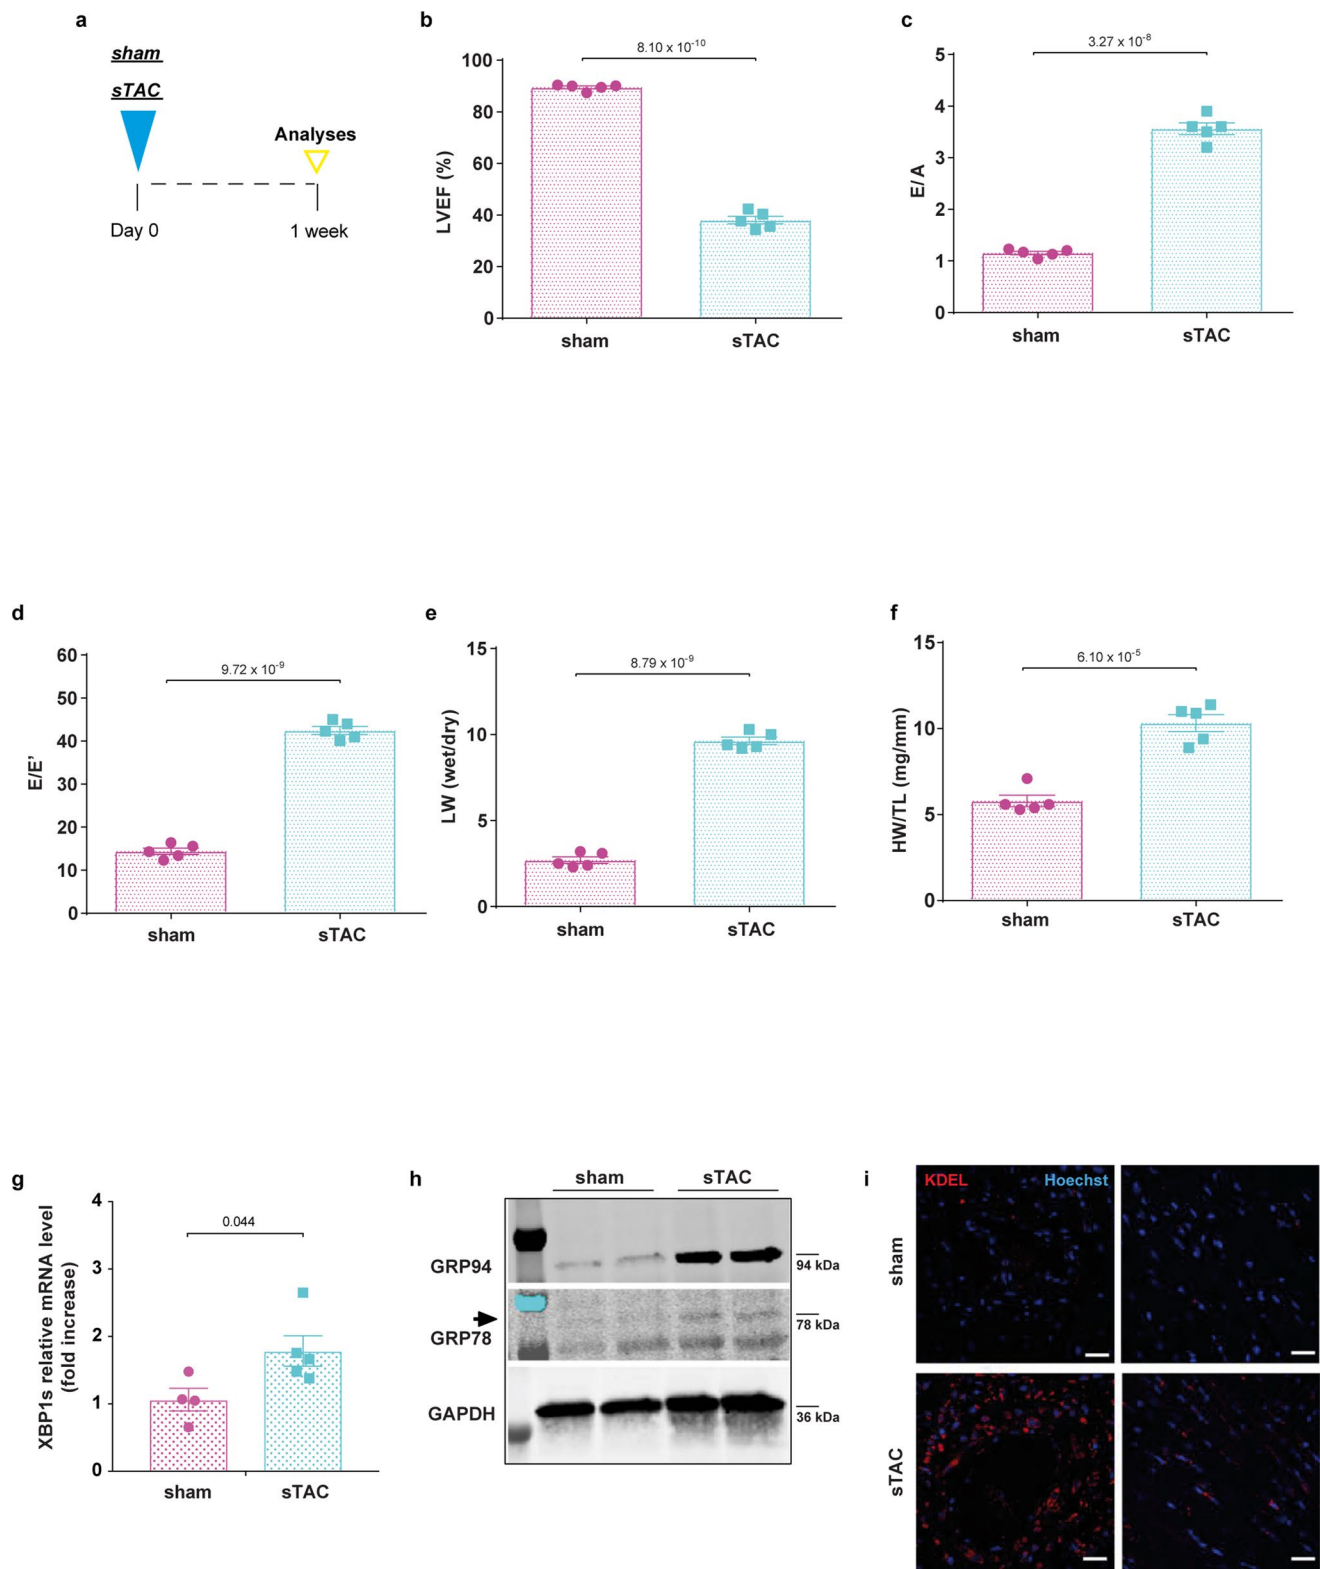 a
sham
sTAC
Analyses
Day 0
1 week
b
8.10 x 10-10
100
80
60
40
20
0
LVEF (%)
sham
sTAC
c
3.27 x 10-8
5
4
3
2
1
0
E/ A
sham
sTAC
d
9.72 x 10-9
60
50
40
30
20
10
0
E/E'
sham
sTAC
e
8.79 x 10-9
15
10
5
0
LW (wet/dry)
sham
sTAC
f
6.10 x 10-5
15
10
5
0
HW/TL (mg/mm)
sham
sTAC
g
0.044
4
3
2
1
0
XBP1s relative mRNA level
(fold increase)
sham
sTAC
h
sham
sTAC
GRP94
94 kDa
GRP78
78 kDa
GAPDH
36 kDa
i
KDEL
Hoechst
sham
sTAC